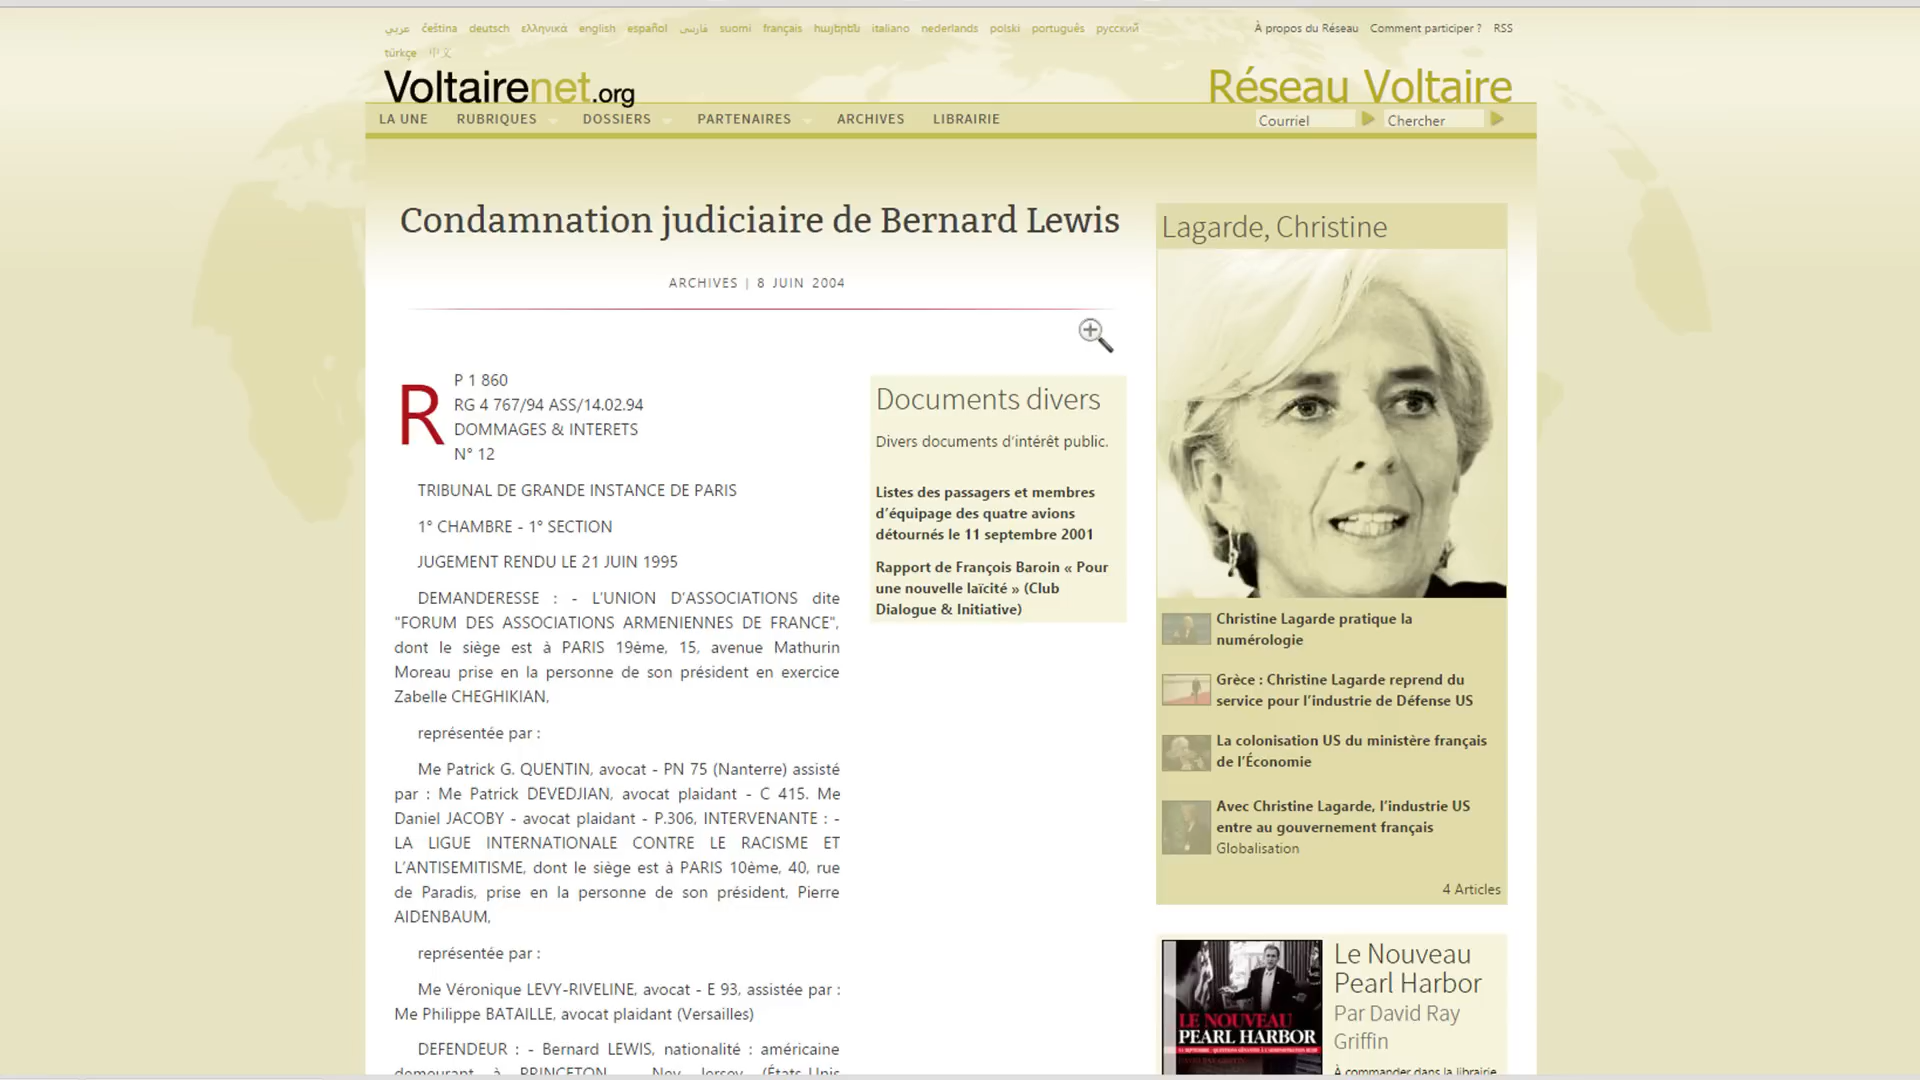 عربي čeština deutsch ελληνικά english español فارسی suomi français հայերեն italiano nederlands polski português русский
türkçe 中文
À propos du Réseau Comment participer ? RSS
Voltairenet.org
Réseau Voltaire
LA UNE RUBRIQUES DOSSIERS PARTENAIRES ARCHIVES LIBRAIRIE
Courriel Chercher
Condamnation judiciaire de Bernard Lewis
ARCHIVES | 8 JUIN 2004
R
P 1 860
RG 4 767/94 ASS/14.02.94
DOMMAGES & INTERETS
N° 12
TRIBUNAL DE GRANDE INSTANCE DE PARIS
1° CHAMBRE - 1° SECTION
JUGEMENT RENDU LE 21 JUIN 1995
DEMANDERESSE : - L’UNION D’ASSOCIATIONS dite
"FORUM DES ASSOCIATIONS ARMENIENNES DE FRANCE",
dont le siège est à PARIS 19ème, 15, avenue Mathurin
Moreau prise en la personne de son président en exercice
Zabelle CHEGHIKIAN,
représentée par :
Me Patrick G. QUENTIN, avocat - PN 75 (Nanterre) assisté
par : Me Patrick DEVEDJIAN, avocat plaidant - C 415. Me
Daniel JACOBY - avocat plaidant - P.306, INTERVENANTE : -
LA LIGUE INTERNATIONALE CONTRE LE RACISME ET
L’ANTISEMITISME, dont le siège est à PARIS 10ème, 40, rue
de Paradis, prise en la personne de son président, Pierre
AIDENBAUM,
représentée par :
Me Véronique LEVY-RIVELINE, avocat - E 93, assistée par :
Me Philippe BATAILLE, avocat plaidant (Versailles)
DEFENDEUR : - Bernard LEWIS, nationalité : américaine
demeurant à PRINCETON - New Jersey (États-Unis
Documents divers
Divers documents d’intérêt public.
Listes des passagers et membres
d’équipage des quatre avions
détournés le 11 septembre 2001
Rapport de François Baroin « Pour
une nouvelle laïcité » (Club
Dialogue & Initiative)
Lagarde, Christine
Christine Lagarde pratique la
numérologie
Grèce : Christine Lagarde reprend du
service pour l’industrie de Défense US
La colonisation US du ministère français
de l’Économie
Avec Christine Lagarde, l’industrie US
entre au gouvernement français
Globalisation
4 Articles
LE NOUVEAU
PEARL HARBOR
Le Nouveau
Pearl Harbor
Par David Ray
Griffin
À commander dans la librairie